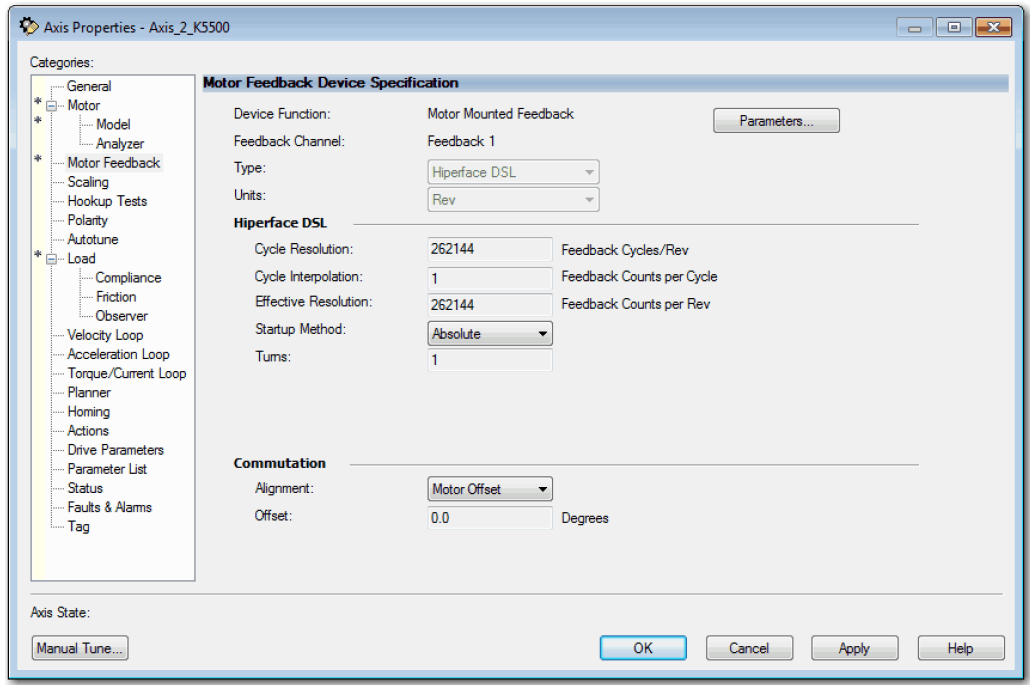 Axis Properties - Axis_2_K5500
Categories:
General
* Motor
* Model
Analyzer
* Motor Feedback
Scaling
Hookup Tests
Polarity
Autotune
* Load
Compliance
Friction
Observer
Velocity Loop
Acceleration Loop
Torque/Current Loop
Planner
Homing
Actions
Drive Parameters
Parameter List
Status
Faults & Alarms
Tag
Motor Feedback Device Specification
Device Function: Motor Mounted Feedback Parameters...
Feedback Channel: Feedback 1
Type: Hiperface DSL
Units: Rev
Hiperface DSL
Cycle Resolution: 262144 Feedback Cycles/Rev
Cycle Interpolation: 1 Feedback Counts per Cycle
Effective Resolution: 262144 Feedback Counts per Rev
Startup Method: Absolute
Turns: 1
Commutation
Alignment: Motor Offset
Offset: 0.0 Degrees
Axis State:
Manual Tune... OK Cancel Apply Help